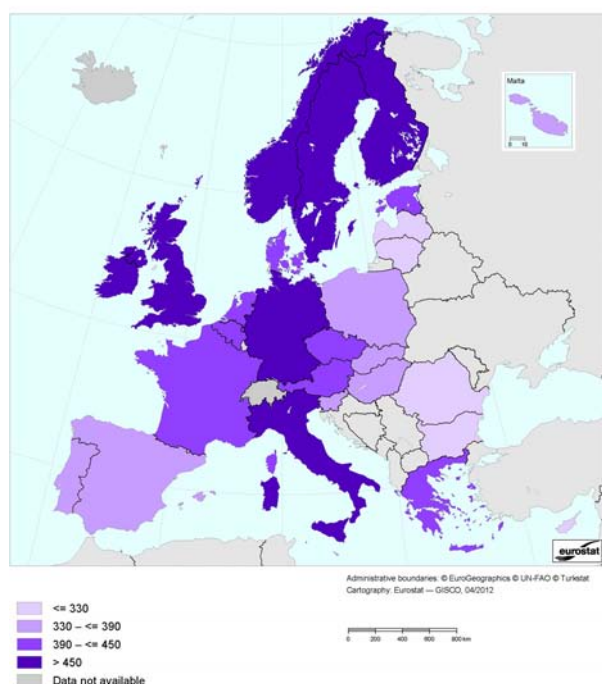 Malta
0 10
eurostat
Administrative boundaries: © EuroGeographics © UN-FAO © Turkstat
Cartography: Eurostat — GISCO, 04/2012
<= 330
330 – <= 390
390 – <= 450
> 450
Data not available
0 200 400 600 800 km